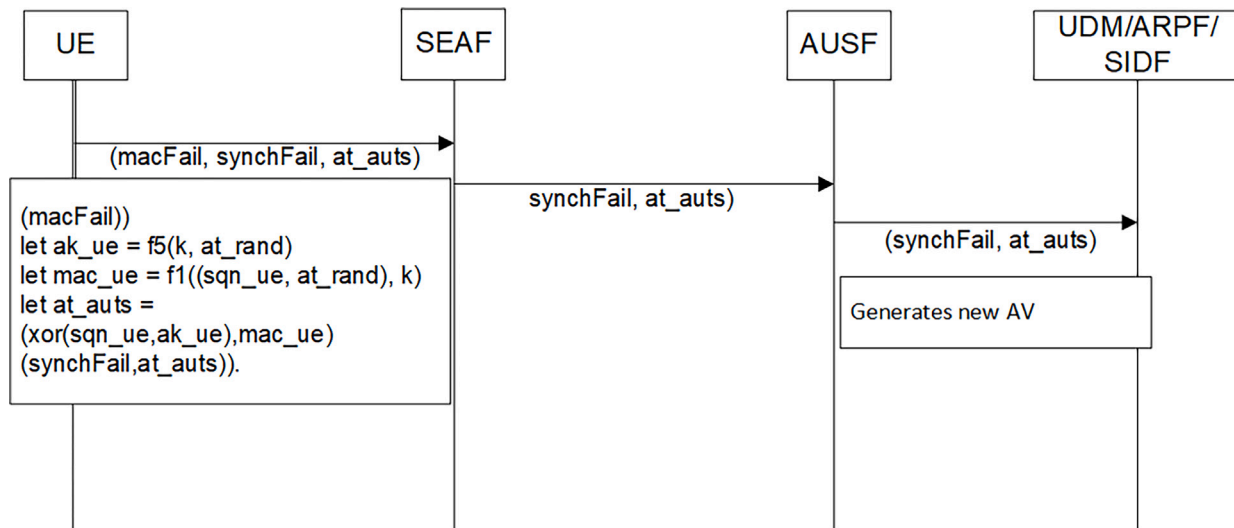 UE
SEAF
AUSF
UDM/ARPF/
SIDF
(macFail, synchFail, at_auts)
synchFail, at_auts)
(synchFail, at_auts)
(macFail))
let ak_ue = f5(k, at_rand)
let mac_ue = f1((sqn_ue, at_rand), k)
let at_auts =
(xor(sqn_ue,ak_ue),mac_ue)
(synchFail,at_auts)).
Generates new AV